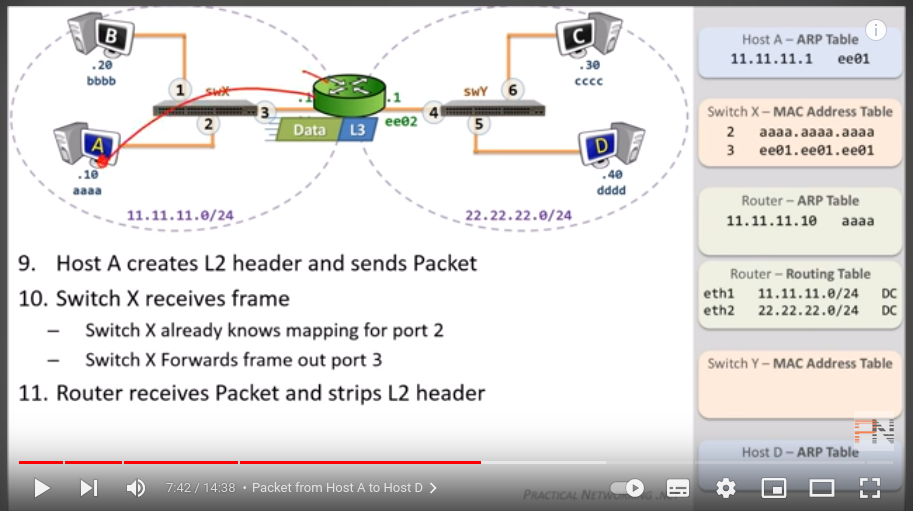 B
.20
bbbb
C
.30
cccc
1
swX
2
3
.1
.1
ee02
Data
L3
4
swY
6
5
A
.10
aaaa
D
.40
dddd
11.11.11.0/24
22.22.22.0/24
9. Host A creates L2 header and sends Packet
10. Switch X receives frame
– Switch X already knows mapping for port 2
– Switch X Forwards frame out port 3
11. Router receives Packet and strips L2 header
i
Host A – ARP Table
11.11.11.1 ee01
Switch X – MAC Address Table
2 aaaa.aaaa.aaaa
3 ee01.ee01.ee01
Router – ARP Table
11.11.11.10 aaaa
Router – Routing Table
eth1 11.11.11.0/24 DC
eth2 22.22.22.0/24 DC
Switch Y – MAC Address Table
PN
Host D – ARP Table
7:42 / 14:38 • Packet from Host A to Host D
PRACTICAL NETWORKING .NET